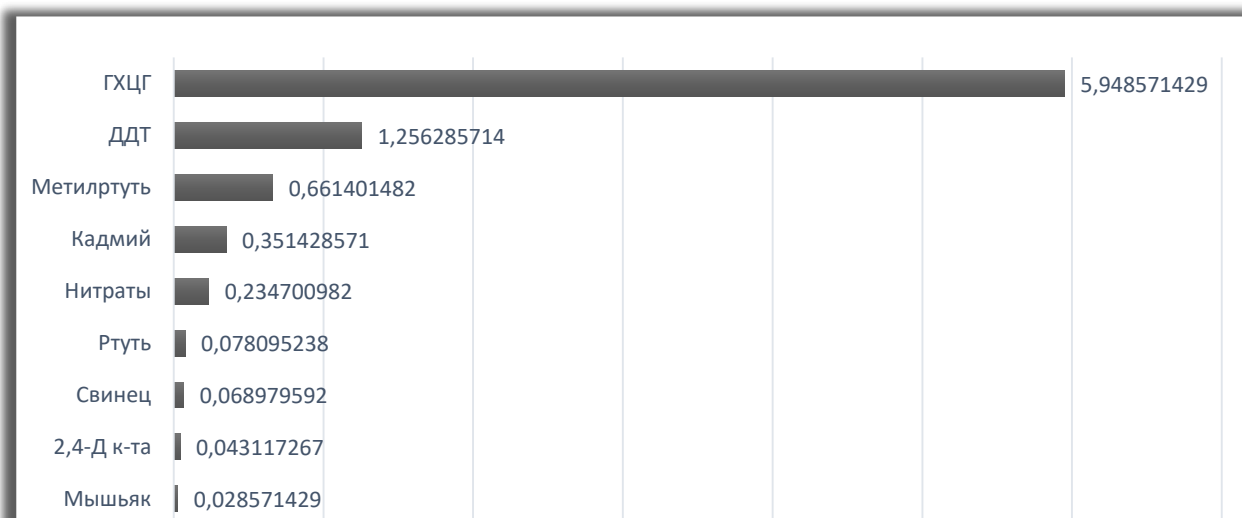 ГХЦГ 5,948571429
ДДТ 1,256285714
Метилртуть 0,661401482
Кадмий 0,351428571
Нитраты 0,234700982
Ртуть 0,078095238
Свинец 0,068979592
2,4-Д к-та 0,043117267
Мышьяк 0,028571429